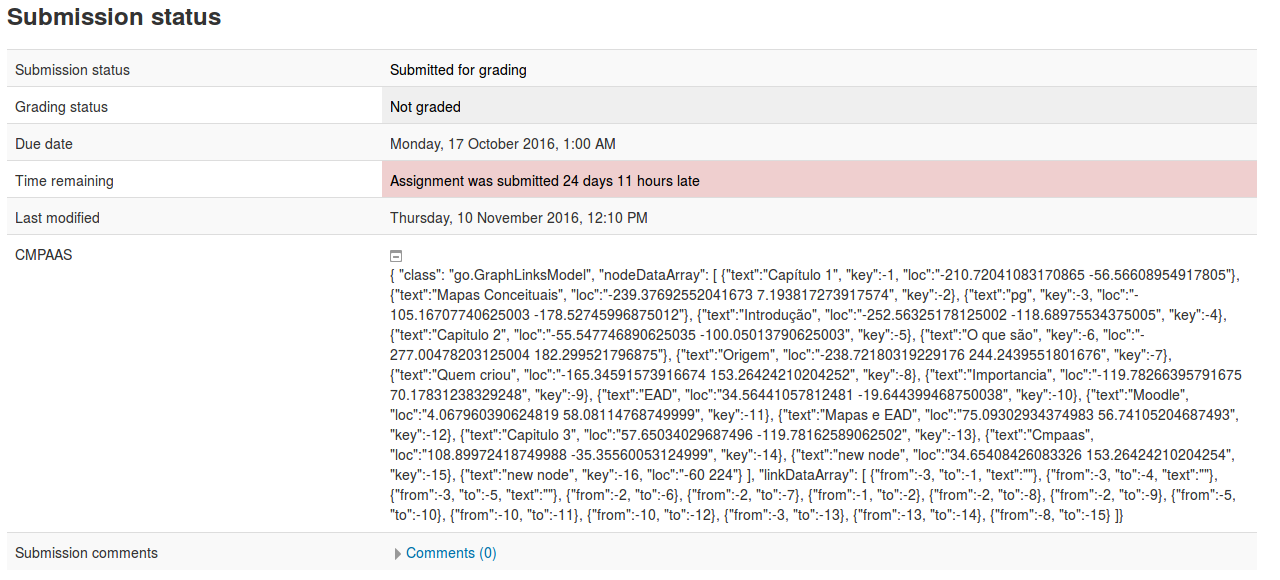 Submission status
Submission status Submitted for grading
Grading status Not graded
Due date Monday, 17 October 2016, 1:00 AM
Time remaining Assignment was submitted 24 days 11 hours late
Last modified Thursday, 10 November 2016, 12:10 PM
CMPAAS
{ "class": "go.GraphLinksModel", "nodeDataArray": [ {"text":"Capítulo 1", "key":-1, "loc":"-210.72041083170865 -56.56608954917805"},
{"text":"Mapas Conceituais", "loc":"-239.37692552041673 7.193817273917574", "key":-2}, {"text":"pg", "key":-3, "loc":"-
105.16707740625003 -178.52745996875012"}, {"text":"Introdução", "loc":"-252.56325178125002 -118.68975534375005", "key":-4},
{"text":"Capitulo 2", "loc":"-55.547746890625035 -100.05013790625003", "key":-5}, {"text":"O que são", "key":-6, "loc":"-
277.00478203125004 182.299521796875"}, {"text":"Origem", "loc":"-238.72180319229176 244.2439551801676", "key":-7},
{"text":"Quem criou", "loc":"-165.34591573916674 153.26424210204252", "key":-8}, {"text":"Importancia", "loc":"-119.78266395791675
70.17831238329248", "key":-9}, {"text":"EAD", "loc":"34.56441057812481 -19.644399468750038", "key":-10}, {"text":"Moodle",
"loc":"4.067960390624819 58.08114768749999", "key":-11}, {"text":"Mapas e EAD", "loc":"75.09302934374983 56.74105204687493",
"key":-12}, {"text":"Capitulo 3", "loc":"57.65034029687496 -119.78162589062502", "key":-13}, {"text":"Cmpaas",
"loc":"108.89972418749988 -35.35560053124999", "key":-14}, {"text":"new node", "loc":"34.65408426083326 153.26424210204254",
"key":-15}, {"text":"new node", "key":-16, "loc":"-60 224"} ], "linkDataArray": [ {"from":-3, "to":-1, "text":""}, {"from":-3, "to":-4, "text":""},
{"from":-3, "to":-5, "text":""}, {"from":-2, "to":-6}, {"from":-2, "to":-7}, {"from":-1, "to":-2}, {"from":-2, "to":-8}, {"from":-2, "to":-9}, {"from":-5,
"to":-10}, {"from":-10, "to":-11}, {"from":-10, "to":-12}, {"from":-3, "to":-13}, {"from":-13, "to":-14}, {"from":-8, "to":-15} ]}
Submission comments Comments (0)